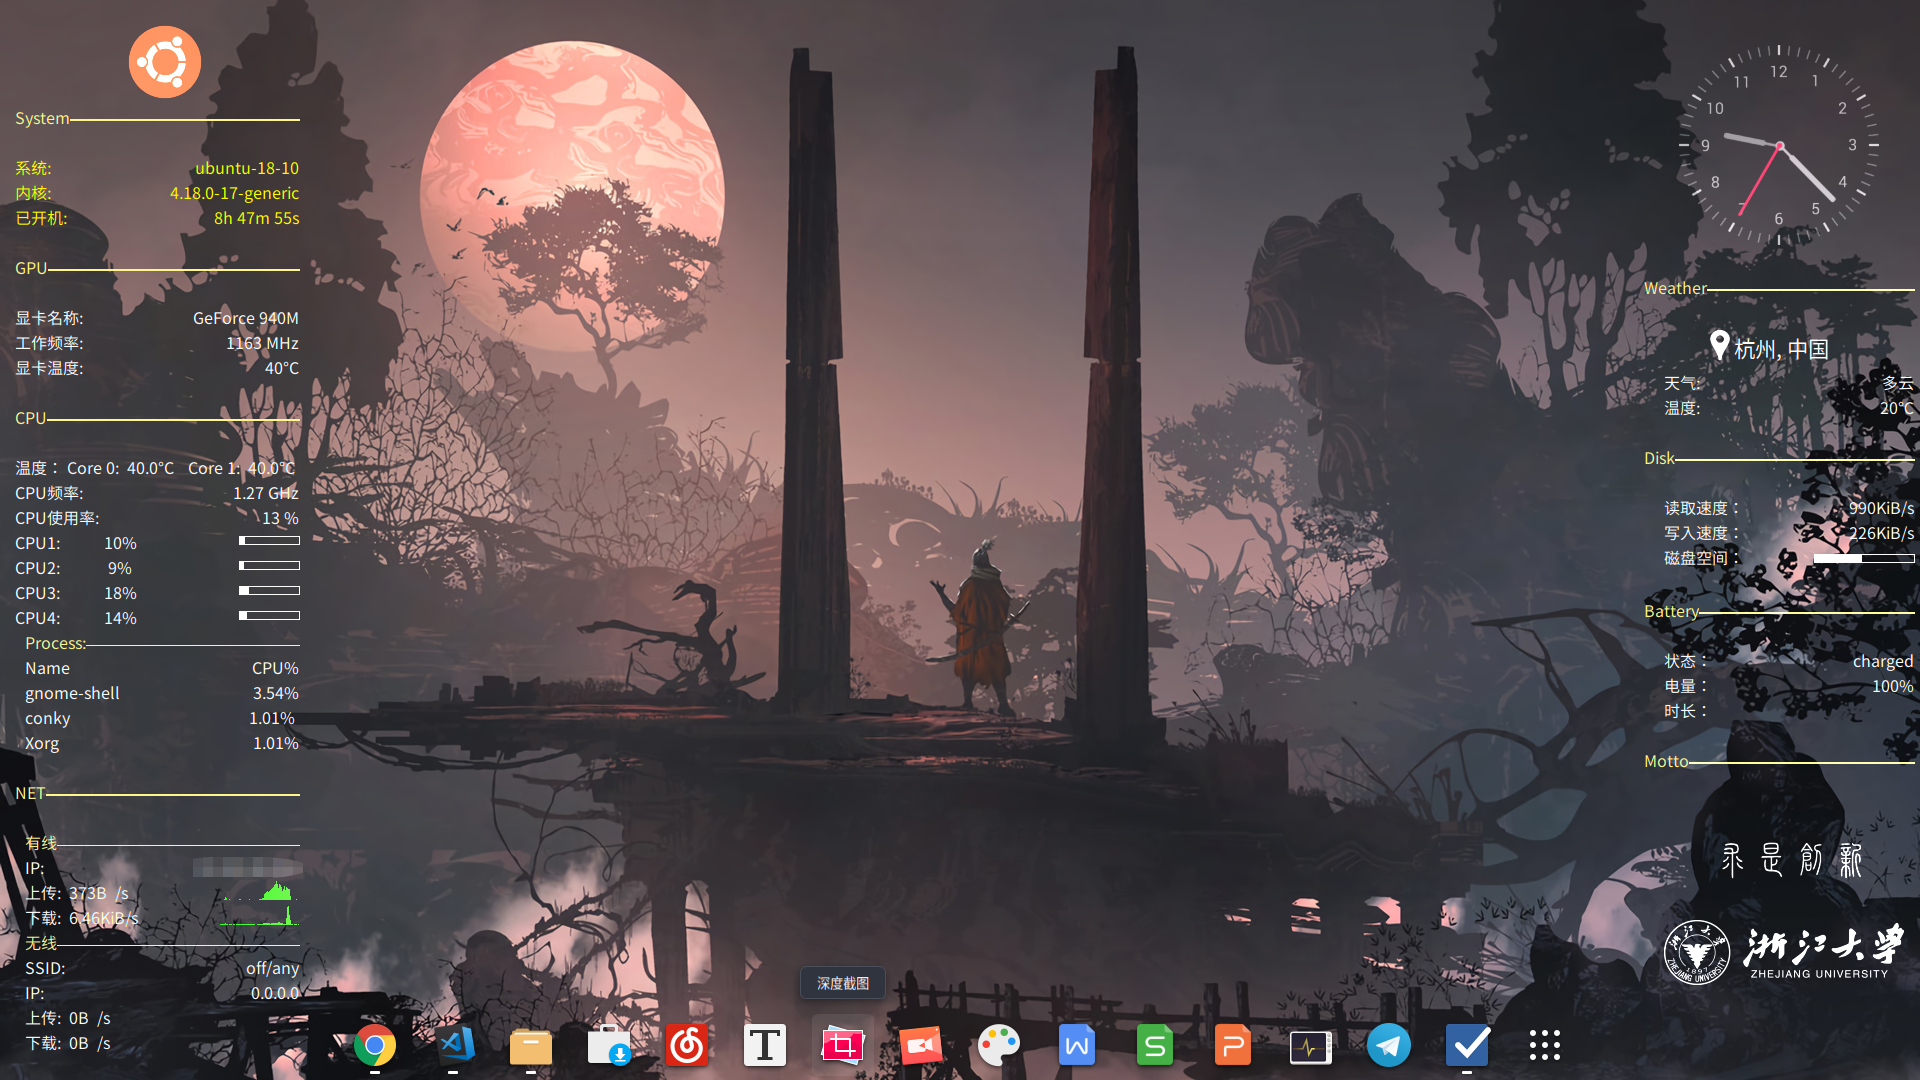 System
系统: ubuntu-18-10
内核: 4.18.0-17-generic
已开机: 8h 47m 55s
GPU
显卡名称: GeForce 940M
工作频率: 1163 MHz
显卡温度: 40°C
CPU
温度： Core 0: 40.0°C Core 1: 40.0°C
CPU频率: 1.27 GHz
CPU使用率: 13 %
CPU1: 10%
CPU2: 9%
CPU3: 18%
CPU4: 14%
Process:
Name CPU%
gnome-shell 3.54%
conky 1.01%
Xorg 1.01%
NET
有线
IP:
上传: 373B /s
下载: 6.46KiB/s
无线
SSID: off/any
IP: 0.0.0.0
上传: 0B /s
下载: 0B /s
深度截图
T
W
S
P
12
1
2
3
4
5
6
7
8
9
10
11
Weather
杭州, 中国
天气: 多云
温度: 20°C
Disk
读取速度： 990KiB/s
写入速度： 226KiB/s
磁盘空间：
Battery
状态： charged
电量： 100%
时长：
Motto
求是創新
浙江大学
ZHEJIANG UNIVERSITY
浙江大学
1897
ZHEJIANG UNIVERSITY